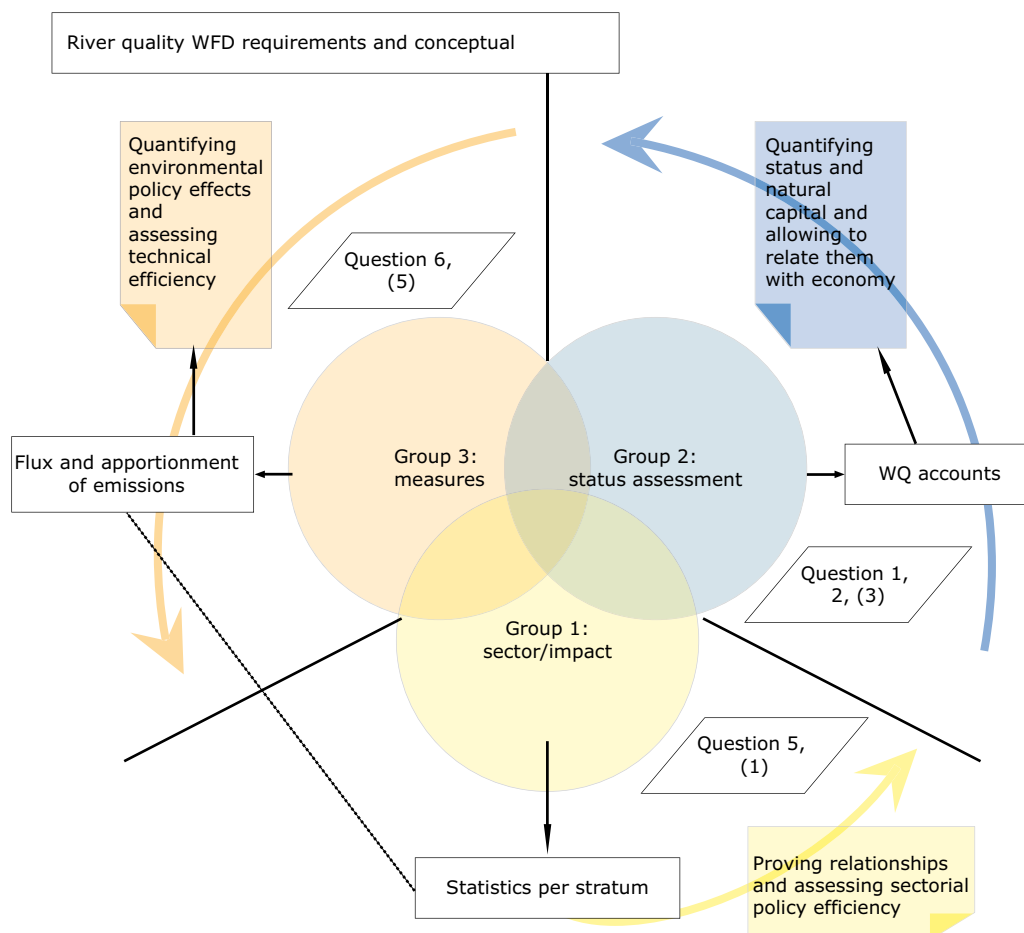 River quality WFD requirements and conceptual
Quantifying
environmental
policy effects
and
assessing
technical
efficiency
Quantifying
status and
natural
capital and
allowing to
relate them
with economy
Question 6,
(5)
Group 3:
measures
Group 2:
status assessment
Flux and apportionment
of emissions
WQ accounts
Question 1,
2, (3)
Group 1:
sector/impact
Question 5,
(1)
Statistics per stratum
Proving relationships
and assessing sectorial
policy efficiency